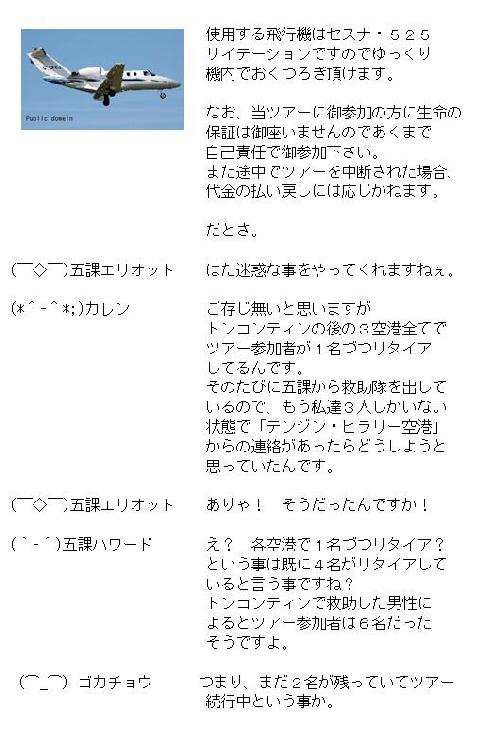 使用する飛行機はセスナ・５２５
リイテーションですのでゆっくり
機内でおくつろぎ頂けます。
Public domain
なお、当ツアーに御参加の方に生命の
保証は御座いませんのであくまで
自己責任で御参加下さい。
また途中でツアーを中断された場合、
代金の払い戻しには応じかねます。
だとさ。
(￣◇￣)五課エリオット はた迷惑な事をやってくれますねぇ。
(*＾-＾*;)カレン ご存じ無いと思いますが
トンコンティンの後の３空港全てで
ツアー参加者が１名づつリタイア
してるんです。
そのたびに五課から救助隊を出して
いるので、もう私達３人しかいない
状態で「テンジン・ヒラリー空港」
からの連絡があったらどうしようと
思っていたんです。
(￣◇￣)五課エリオット ありゃ！ そうだったんですか！
(＾-＾)五課ハワード え？ 各空港で１名づつリタイア？
という事は既に４名がリタイアして
いると言う事ですね？
トンコンティンで救助した男性に
よるとツアー参加者は６名だった
そうですよ。
(⌒_⌒) ゴカチョウ つまり、まだ２名が残っていてツアー
続行中という事か。